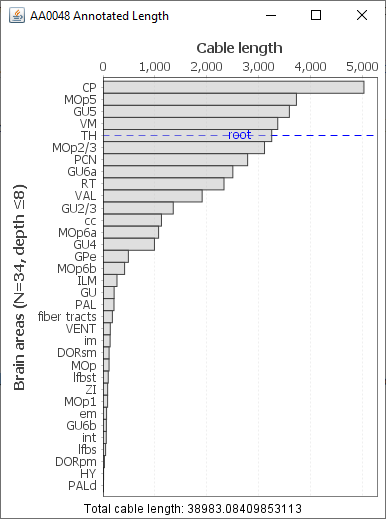 AA0048 Annotated Length
Cable length
0 1,000 2,000 3,000 4,000 5,000
Brain areas (N=34, depth ≤8)
CP
MOp5
GU5
VM
TH
root
MOp2/3
PCN
GU6a
RT
VAL
GU2/3
cc
MOp6a
GU4
GPe
MOp6b
ILM
GU
PAL
fiber tracts
VENT
im
DORsm
MOp
lfbst
ZI
MOp1
em
GU6b
int
lfbs
DORpm
HY
PALd
Total cable length: 38983.08409853113